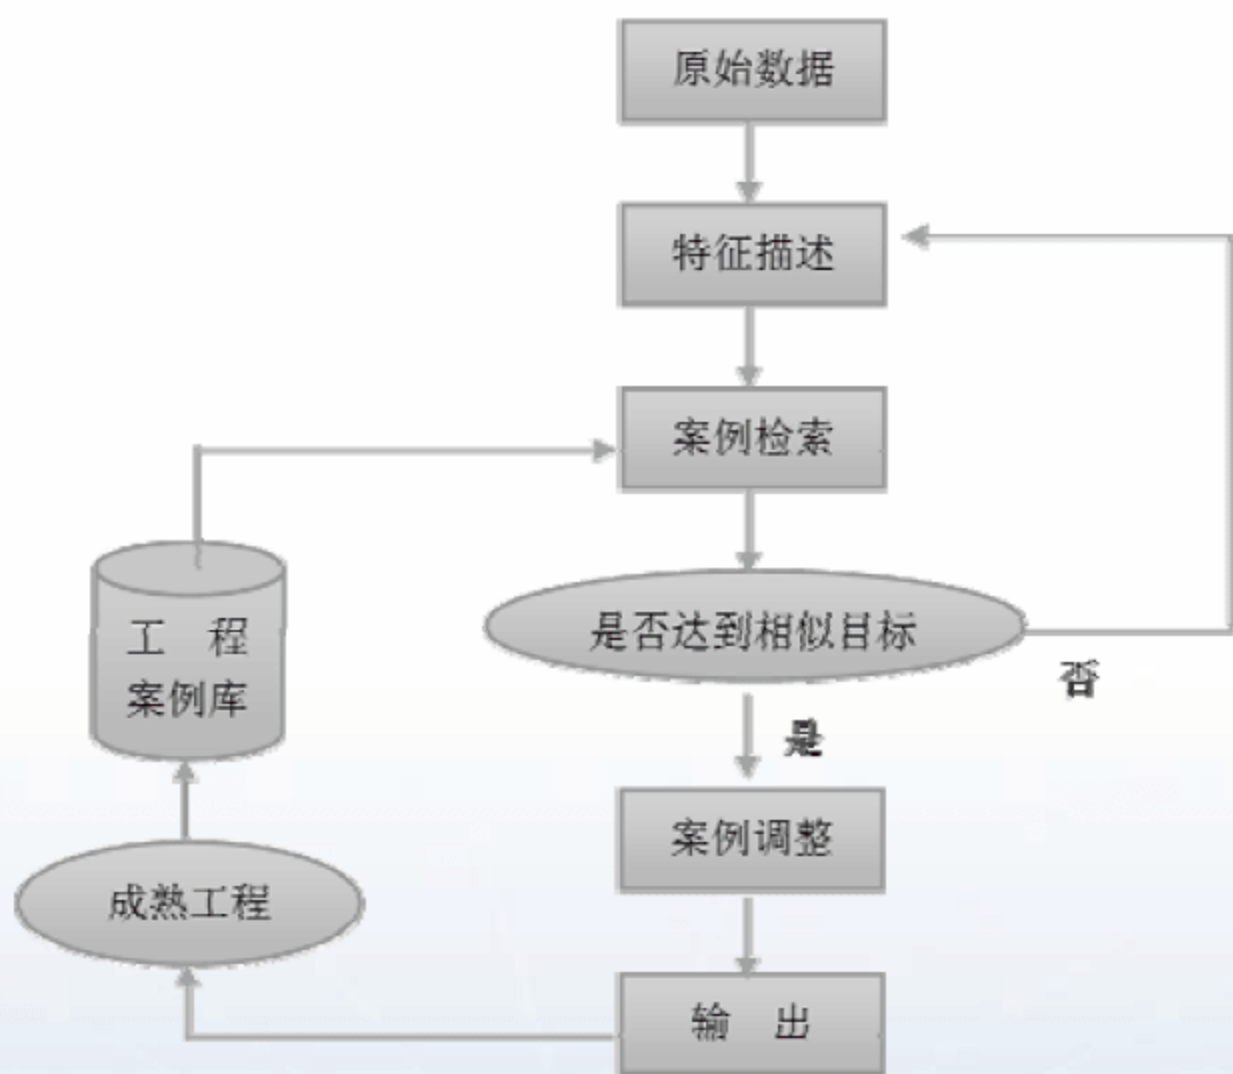 原始数据
特征描述
案例检索
是否达到相似目标
否
是
工 程
案例库
案例调整
成熟工程
输 出